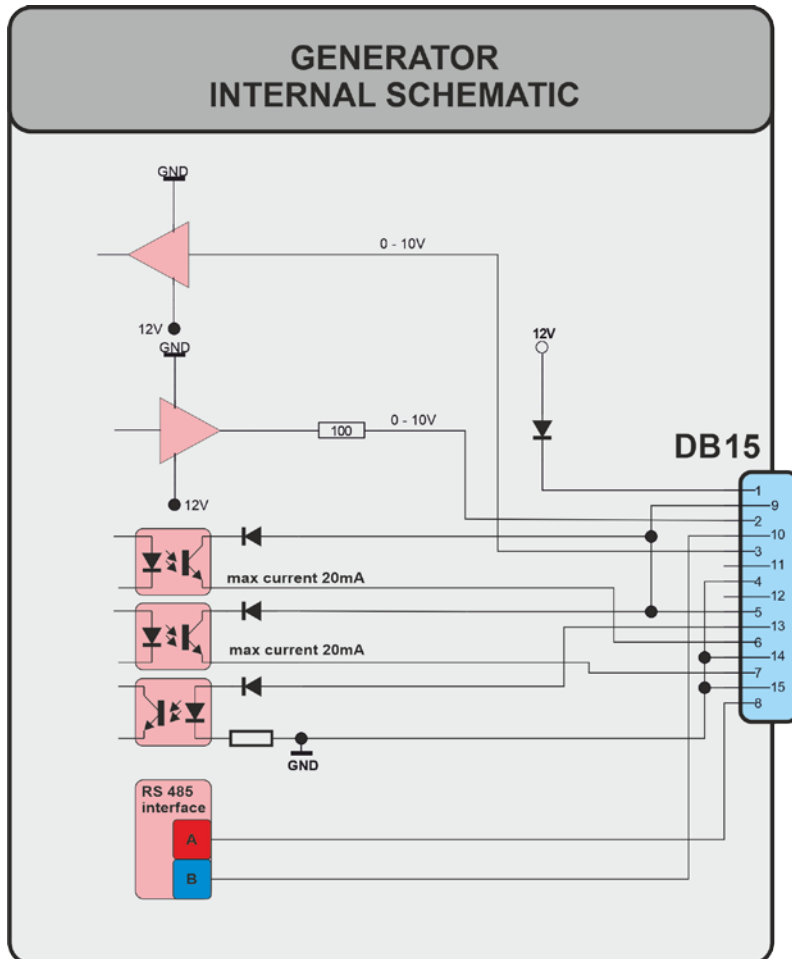 GENERATOR
INTERNAL SCHEMATIC
GND
0 - 10V
12V
GND
12V
100
0 - 10V
12V
DB15
1
9
2
10
3
11
4
12
5
13
6
14
7
15
8
max current 20mA
max current 20mA
GND
RS 485
interface
A
B